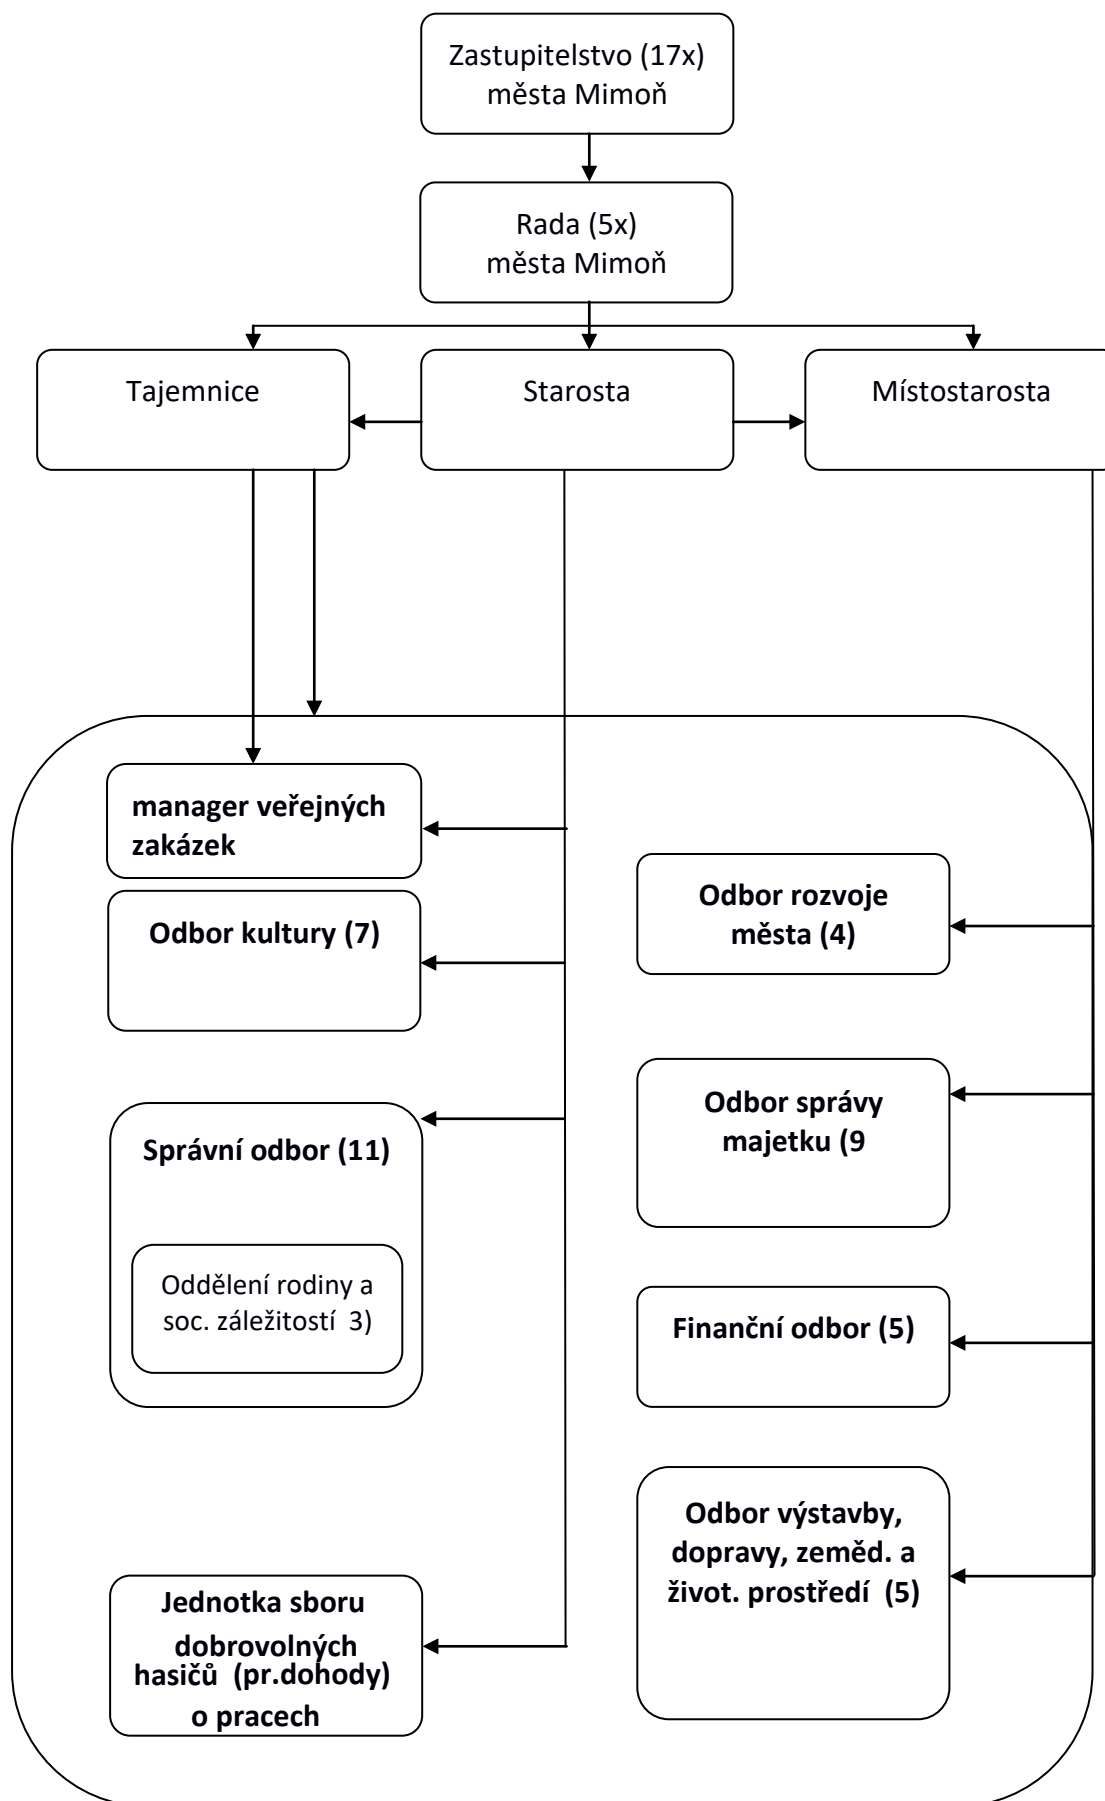 Zastupitelstvo (17x)
města Mimoň
Rada (5x)
města Mimoň
Tajemnice
Starosta
Místostarosta
manager veřejných
zakázek
Odbor kultury (7)
Správní odbor (11)
Oddělení rodiny a
soc. záležitostí  3)
Jednotka sboru
dobrovolných
hasičů  (pr.dohody)
o pracech
Odbor rozvoje
města (4)
Odbor správy
majetku (9
Finanční odbor (5)
Odbor výstavby,
dopravy, zeměd. a
život. prostředí  (5)